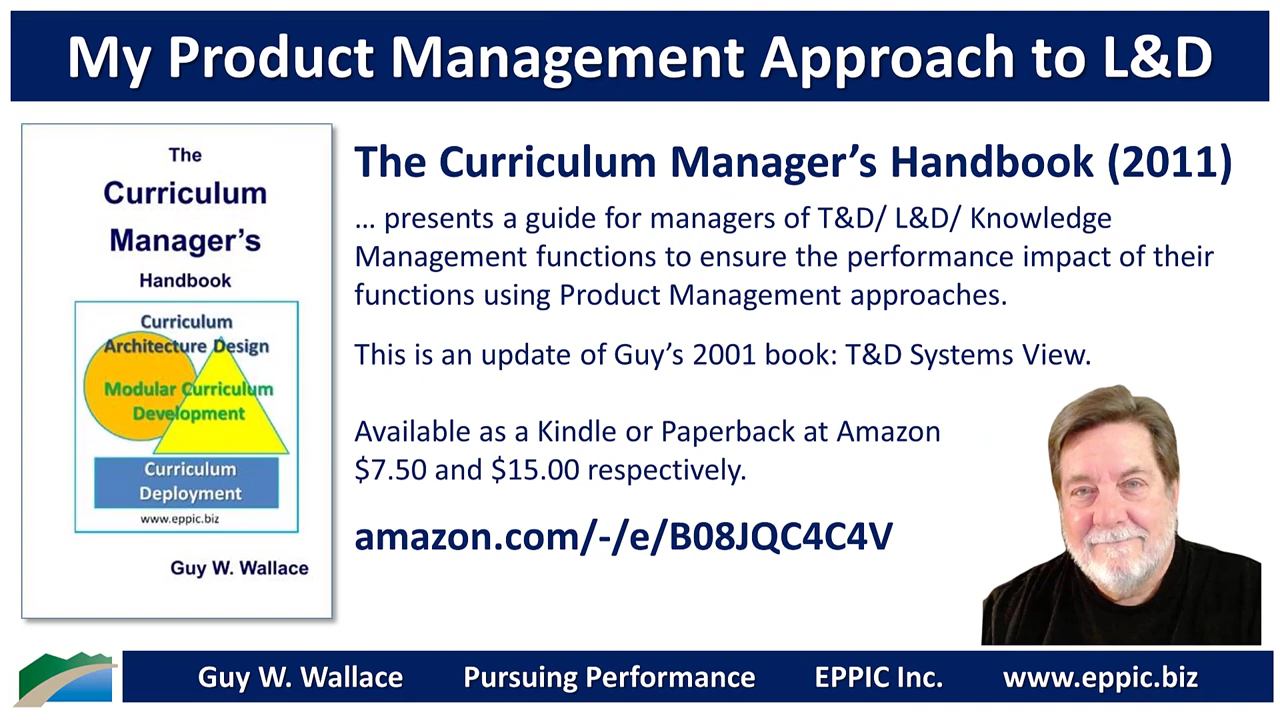 My Product Management Approach to L&D
The
Curriculum
Manager’s
Handbook
Curriculum
Architecture Design
Modular Curriculum
Development
Curriculum
Deployment
www.eppic.biz
Guy W. Wallace
The Curriculum Manager’s Handbook (2011)
… presents a guide for managers of T&D/ L&D/ Knowledge
Management functions to ensure the performance impact of their
functions using Product Management approaches.
This is an update of Guy’s 2001 book: T&D Systems View.
Available as a Kindle or Paperback at Amazon
$7.50 and $15.00 respectively.
amazon.com/-/e/B08JQC4C4V
Guy W. Wallace Pursuing Performance EPPIC Inc. www.eppic.biz